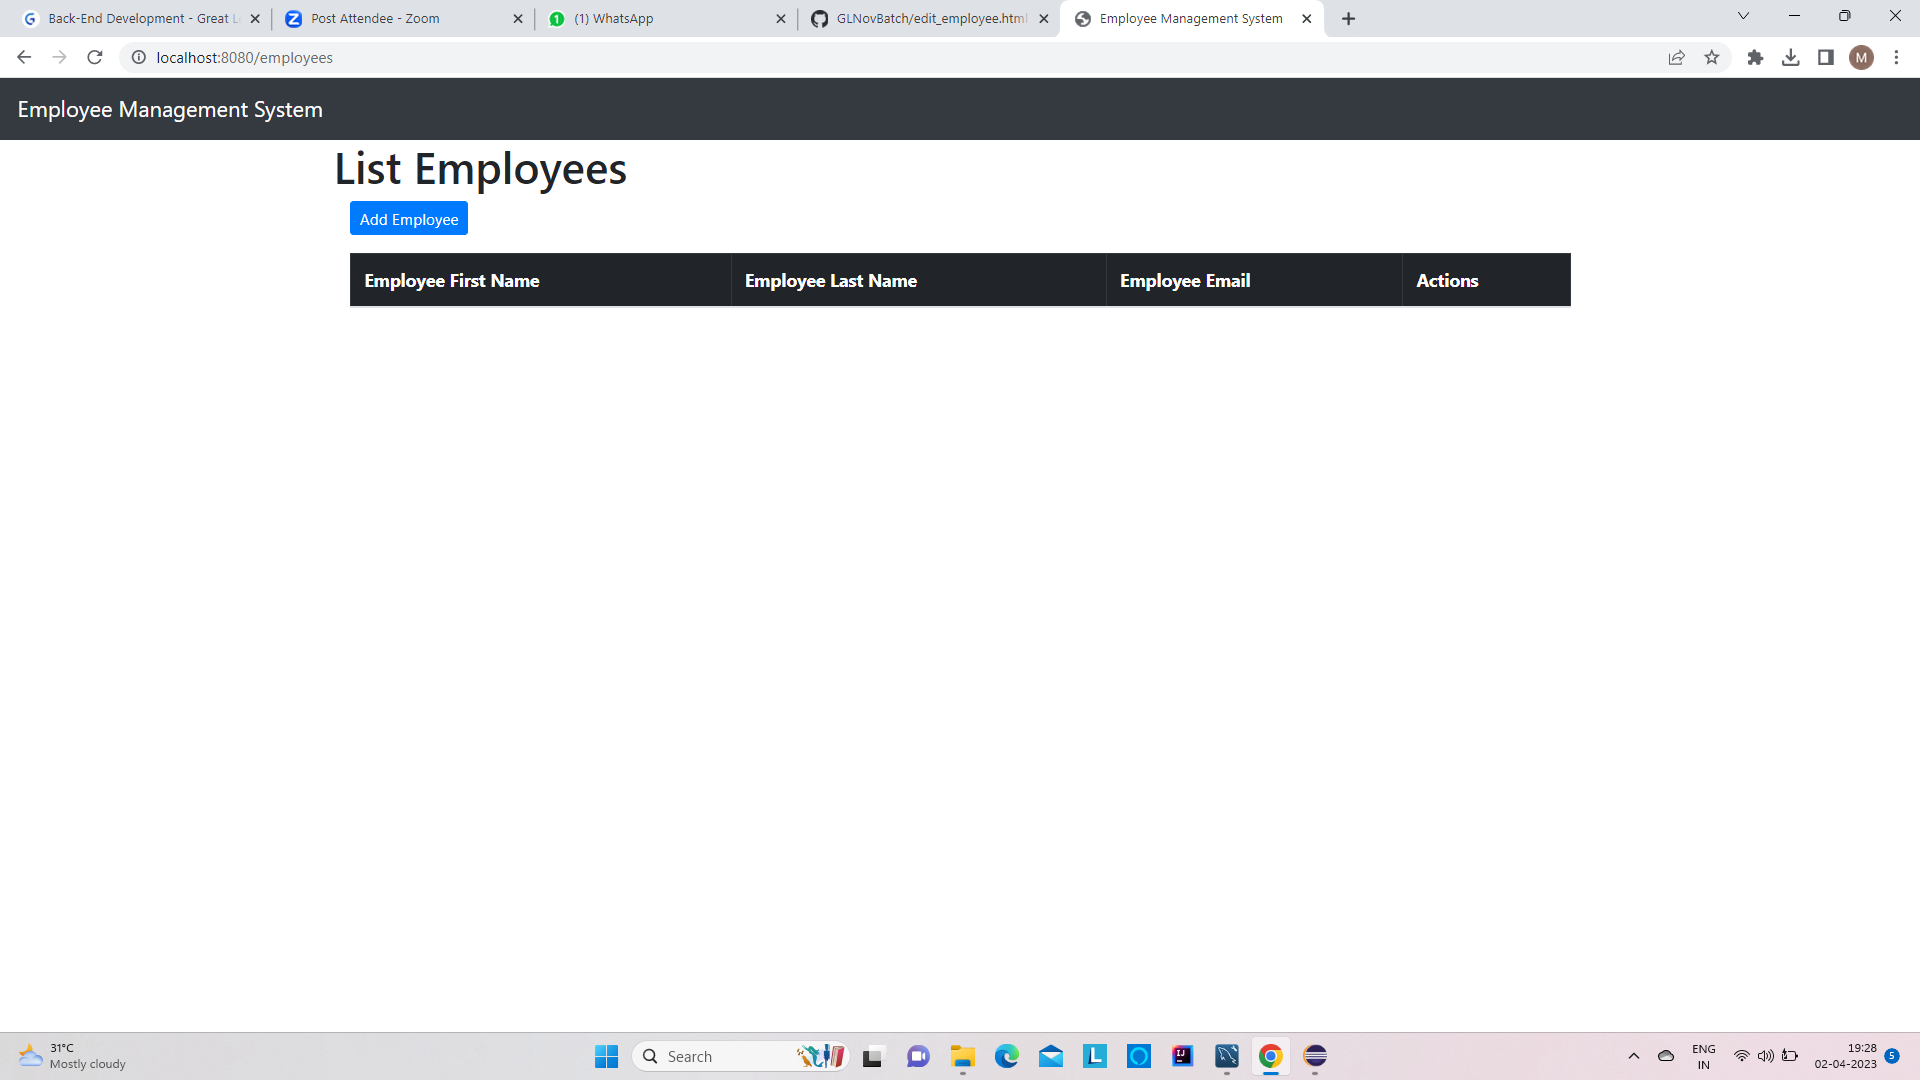 Back-End Development - Great L
Post Attendee - Zoom
(1) WhatsApp
GLNovBatch/edit_employee.html
Employee Management System
localhost:8080/employees
M
Employee Management System
List Employees
Add Employee
Employee First Name
Employee Last Name
Employee Email
Actions
31°C
Mostly cloudy
Search
ENG
IN
19:28
02-04-2023
5